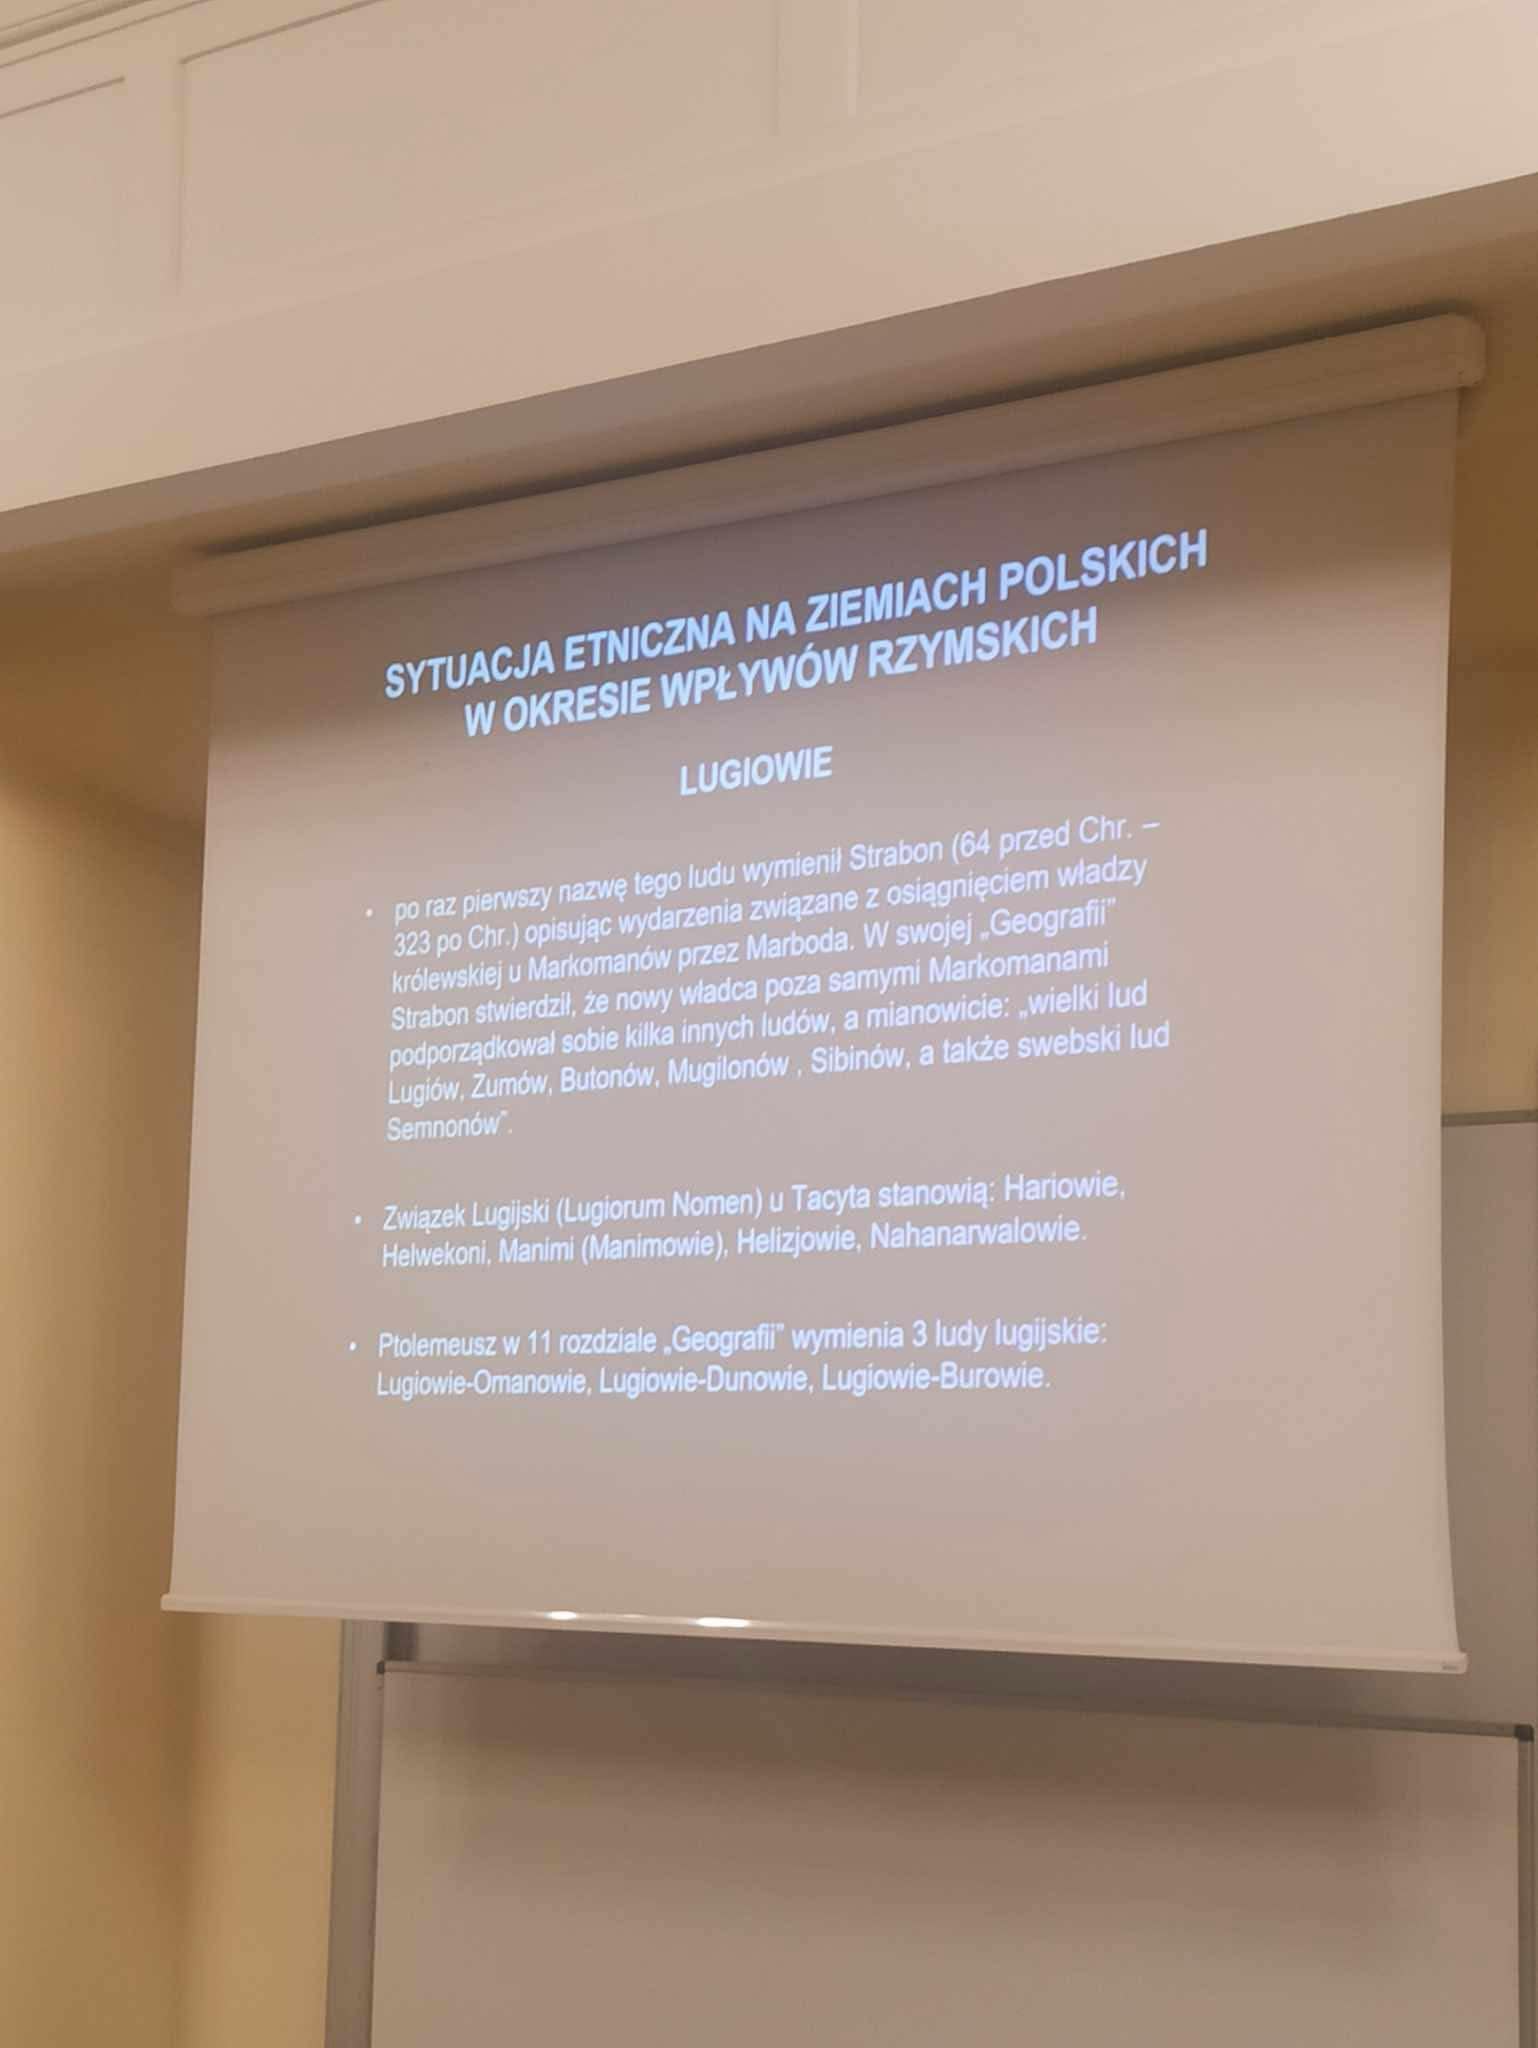 SYTUACJA ETNICZNA NA ZIEMIACH POLSKICH
W OKRESIE WPŁYWÓW RZYMSKICH
LUGIOWIE
• po raz pierwszy nazwę tego ludu wymienił Strabon (64 przed Chr. –
323 po Chr.) opisując wydarzenia związane z osiągnięciem władzy
królewskiej u Markomanów przez Marboda. W swojej „Geografii”
Strabon stwierdził, że nowy władca poza samymi Markomanami
podporządkował sobie kilka innych ludów, a mianowicie: „wielki lud
Lugiów, Zumów, Butonów, Mugilonów , Sibinów, a także swebski lud
Semnonów”.
• Związek Lugijski (Lugiorum Nomen) u Tacyta stanowią: Hariowie,
Helwekoni, Manimi (Manimowie), Helizjowie, Nahanarwalowie.
• Ptolemeusz w 11 rozdziale „Geografii” wymienia 3 ludy lugijskie:
Lugiowie-Omanowie, Lugiowie-Dunowie, Lugiowie-Burowie.